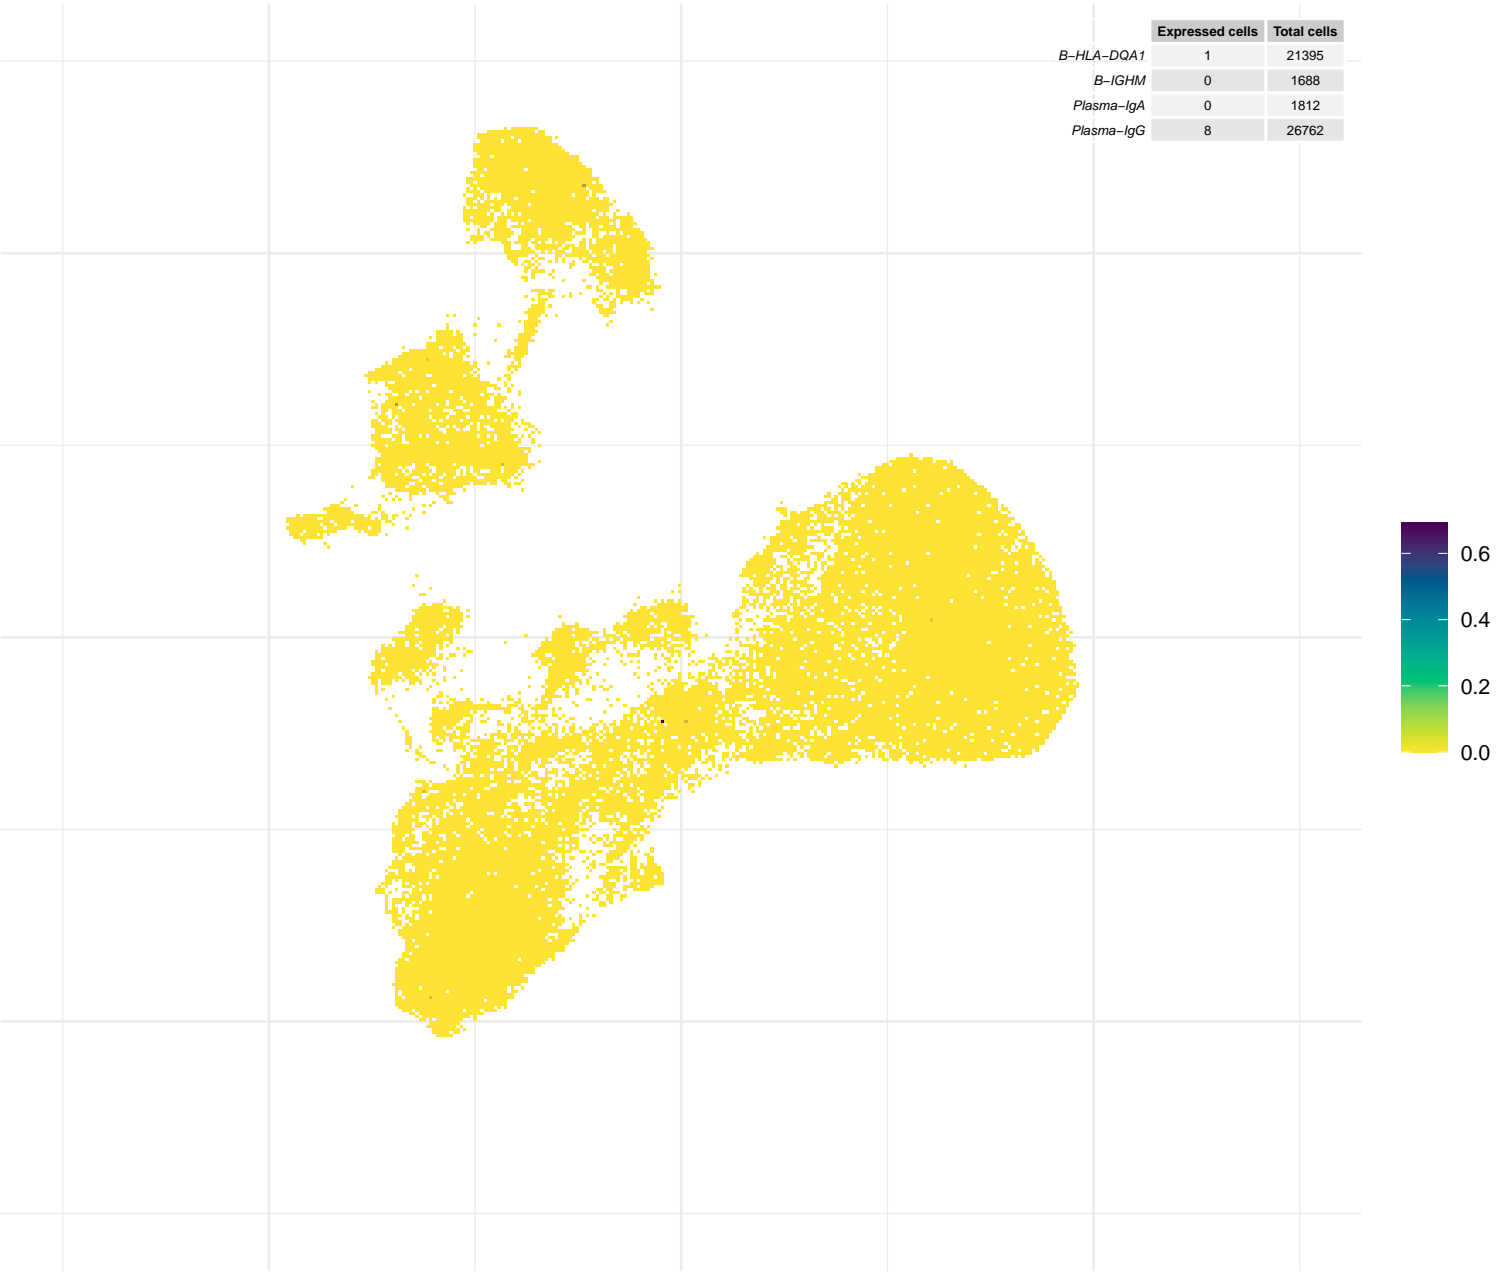 Expressed cells Total cells
B−HLA−DQA1 1 21395
B−IGHM 0 1688
Plasma−IgA 0 1812
Plasma−IgG 8 26762
0.6
0.4
0.2
0.0